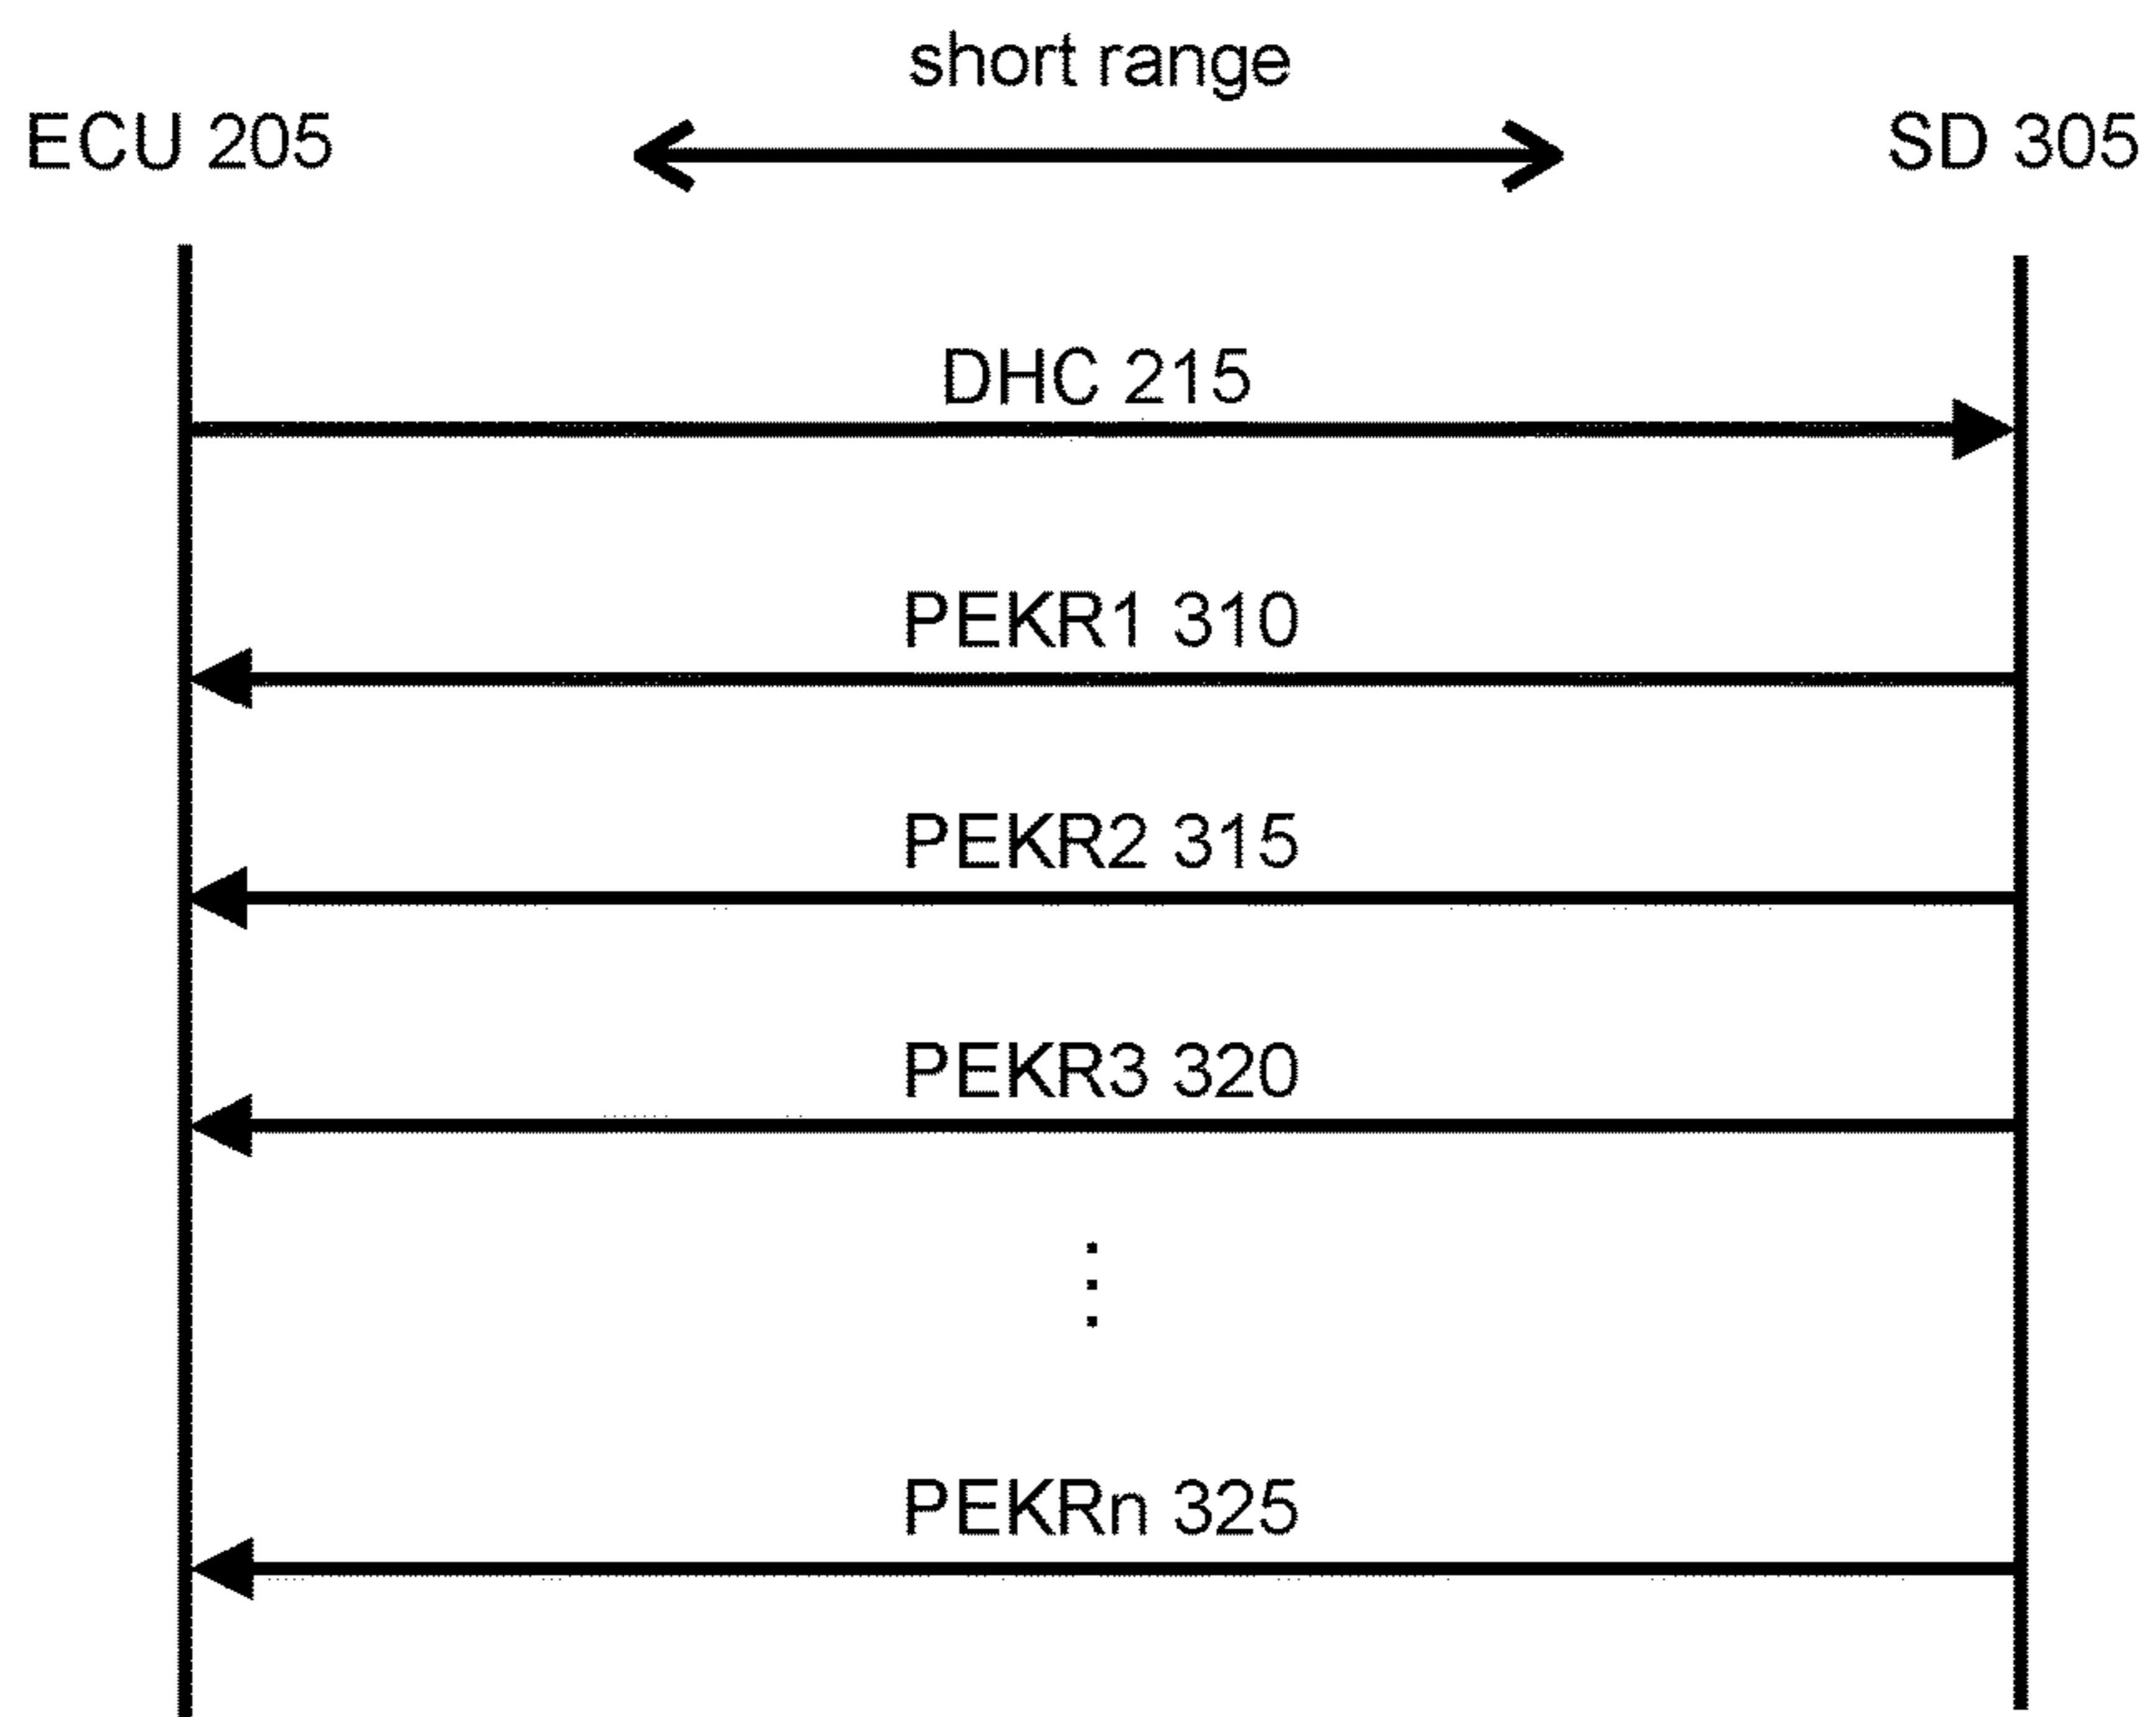 short range
ECU 205
SD 305
DHC 215
PEKR1 310
PEKR2 315
PEKR3 320
PEKRn 325